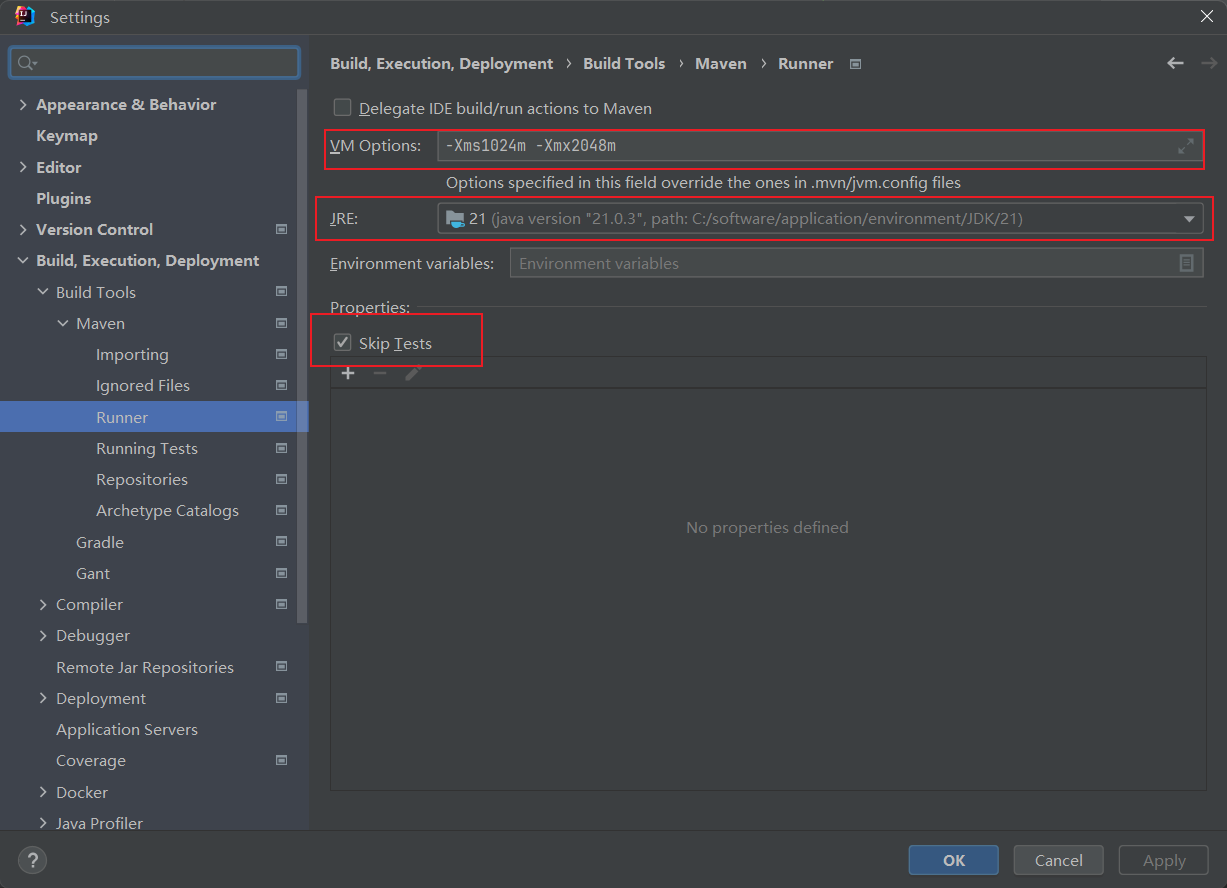 Settings
Appearance & Behavior
Keymap
Editor
Plugins
Version Control
Build, Execution, Deployment
Build Tools
Maven
Importing
Ignored Files
Runner
Running Tests
Repositories
Archetype Catalogs
Gradle
Gant
Compiler
Debugger
Remote Jar Repositories
Deployment
Application Servers
Coverage
Docker
Java Profiler
Build, Execution, Deployment › Build Tools › Maven › Runner
Delegate IDE build/run actions to Maven
VM Options: -Xms1024m -Xmx2048m
Options specified in this field override the ones in .mvn/jvm.config files
JRE: 21 (java version "21.0.3", path: C:/software/application/environment/JDK/21)
Environment variables: Environment variables
Properties:
Skip Tests
No properties defined
? OK Cancel Apply